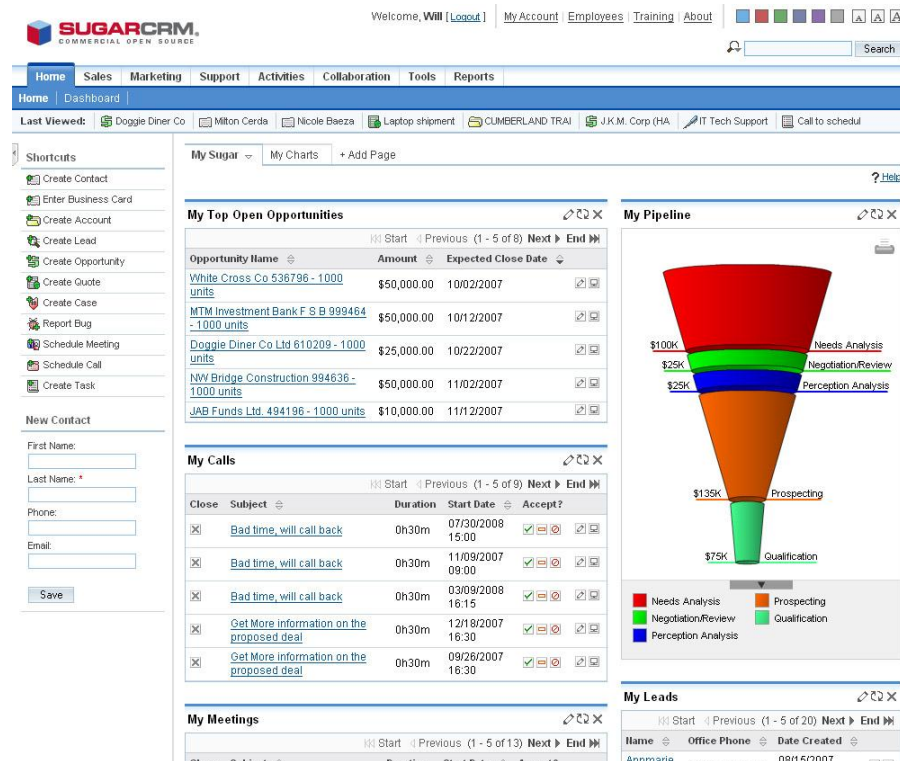 Welcome, Will [ Logout ] My Account Employees Training About
SUGARCRM.
COMMERCIAL OPEN SOURCE
A A A
Search
Home Sales Marketing Support Activities Collaboration Tools Reports
Home Dashboard
Last Viewed: Doggie Diner Co Milton Cerda Nicole Baeza Laptop shipment CUMBERLAND TRAI J.K.M. Corp (HA IT Tech Support Call to schedul
Shortcuts
Create Contact
Enter Business Card
Create Account
Create Lead
Create Opportunity
Create Quote
Create Case
Report Bug
Schedule Meeting
Schedule Call
Create Task
New Contact
First Name:
Last Name: *
Phone:
Email:
Save
My Sugar My Charts + Add Page
? Help
My Top Open Opportunities
Start Previous (1 - 5 of 8) Next End
Opportunity Name Amount Expected Close Date
White Cross Co 536796 - 1000
units $50,000.00 10/02/2007
MTM Investment Bank F S B 999464
- 1000 units $50,000.00 10/12/2007
Doggie Diner Co Ltd 610209 - 1000
units $25,000.00 10/22/2007
NW Bridge Construction 994636 -
1000 units $50,000.00 11/02/2007
JAB Funds Ltd. 494196 - 1000 units $10,000.00 11/12/2007
My Calls
Start Previous (1 - 5 of 9) Next End
Close Subject Duration Start Date Accept?
Bad time, will call back 0h30m 07/30/2008
15:00
Bad time, will call back 0h30m 11/09/2007
09:00
Bad time, will call back 0h30m 03/09/2008
16:15
Get More information on the
proposed deal 0h30m 12/18/2007
16:30
Get More information on the
proposed deal 0h30m 09/26/2007
16:30
My Meetings
Start Previous (1 - 5 of 13) Next End
Close Subject Duration Start Date Accept?
My Pipeline
$100K Needs Analysis
$25K Negotiation/Review
$25K Perception Analysis
$135K Prospecting
$75K Qualification
Needs Analysis Prospecting
Negotiation/Review Qualification
Perception Analysis
My Leads
Start Previous (1 - 5 of 20) Next End
Name Office Phone Date Created
Annmarie 08/15/2007